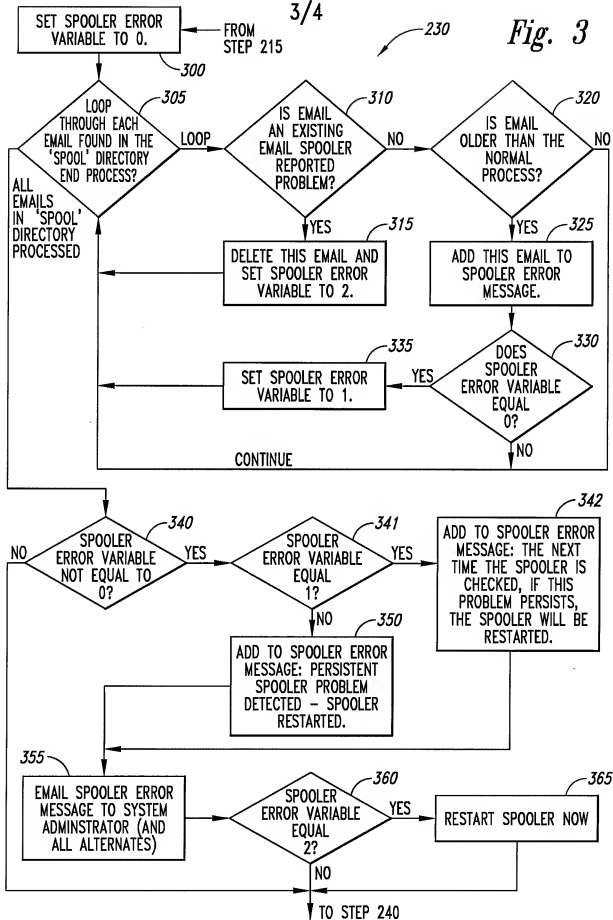 3/4
Fig. 3
230
SET SPOOLER ERROR
VARIABLE TO 0.
300
FROM
STEP 215
LOOP
THROUGH EACH
EMAIL FOUND IN THE
'SPOOL' DIRECTORY
END PROCESS?
305
LOOP
ALL
EMAILS
IN 'SPOOL'
DIRECTORY
PROCESSED
IS EMAIL
AN EXISTING
EMAIL SPOOLER
REPORTED
PROBLEM?
310
NO
YES
IS EMAIL
OLDER THAN THE
NORMAL
PROCESS?
320
NO
YES
DELETE THIS EMAIL AND
SET SPOOLER ERROR
VARIABLE TO 2.
315
ADD THIS EMAIL TO
SPOOLER ERROR
MESSAGE.
325
SET SPOOLER ERROR
VARIABLE TO 1.
335
YES
DOES
SPOOLER
ERROR VARIABLE
EQUAL
0?
330
NO
CONTINUE
NO
SPOOLER
ERROR VARIABLE
NOT EQUAL TO
0?
340
YES
SPOOLER
ERROR VARIABLE
EQUAL
1?
341
YES
NO
ADD TO SPOOLER ERROR
MESSAGE: THE NEXT
TIME THE SPOOLER IS
CHECKED, IF THIS
PROBLEM PERSISTS,
THE SPOOLER WILL BE
RESTARTED.
342
ADD TO SPOOLER ERROR
MESSAGE: PERSISTENT
SPOOLER PROBLEM
DETECTED – SPOOLER
RESTARTED.
350
EMAIL SPOOLER ERROR
MESSAGE TO SYSTEM
ADMINSTRATOR (AND
ALL ALTERNATES)
355
SPOOLER
ERROR VARIABLE
EQUAL
2?
360
YES
NO
RESTART SPOOLER NOW
365
TO STEP 240